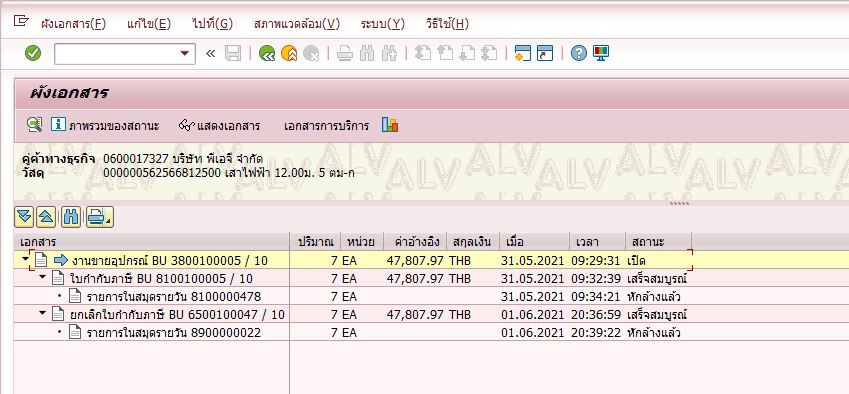 ผังเอกสาร(F) แก้ไข(E) ไปที่(G) สภาพแวดล้อม(V) ระบบ(Y) วิธีใช้(H)
ผังเอกสาร
ภาพรวมของสถานะ แสดงเอกสาร เอกสารการบริการ
คู่ค้าทางธุรกิจ 0600017327 บริษัท พีเอจี จำกัด
วัสดุ 000000562566812500 เสาไฟฟ้า 12.00ม. 5 ตม-ก
เอกสาร ปริมาณ หน่วย ค่าอ้างอิง สกุลเงิน เมื่อ เวลา สถานะ
งานขายอุปกรณ์ BU 3800100005 / 10 7 EA 47,807.97 THB 31.05.2021 09:29:31 เปิด
ใบกำกับภาษี BU 8100100005 / 10 7 EA 47,807.97 THB 31.05.2021 09:32:39 เสร็จสมบูรณ์
รายการในสมุดรายวัน 8100000478 7 EA 31.05.2021 09:34:21 หักล้างแล้ว
ยกเลิกใบกำกับภาษี BU 6500100047 / 10 7 EA 47,807.97 THB 01.06.2021 20:36:59 เสร็จสมบูรณ์
รายการในสมุดรายวัน 8900000022 7 EA 01.06.2021 20:39:22 หักล้างแล้ว